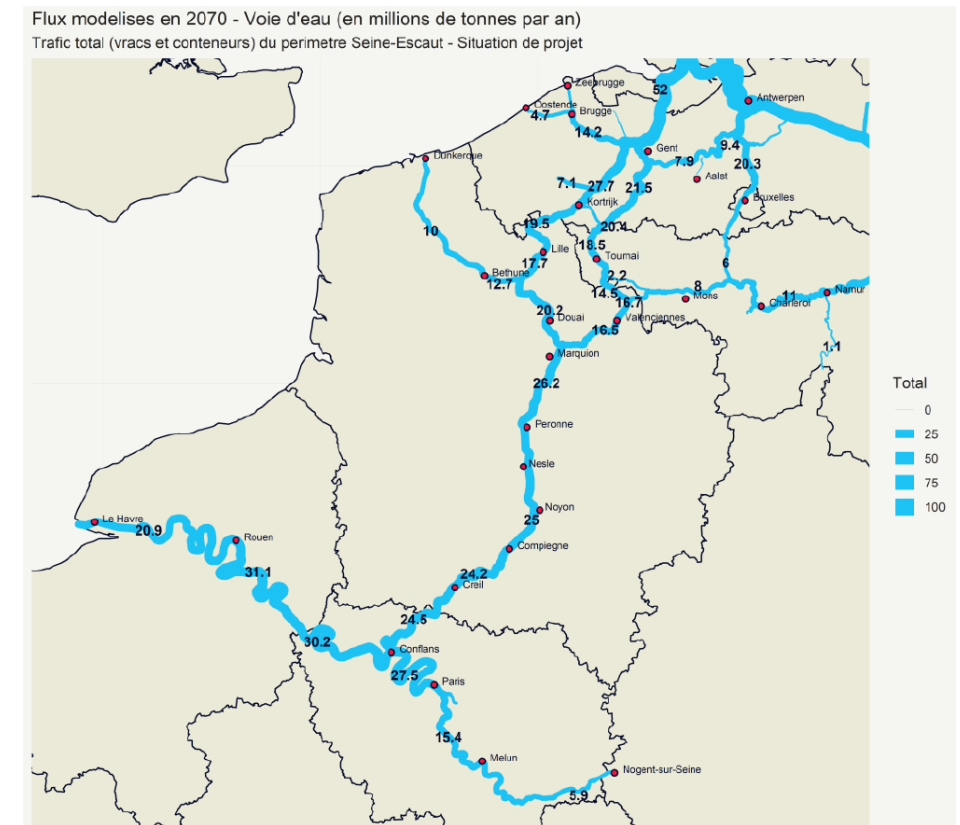 Flux modelises en 2070 - Voie d'eau (en millions de tonnes par an)
Trafic total (vracs et conteneurs) du perimetre Seine-Escaut - Situation de projet
Zeebrugge
52
Antwerpen
Oostende
4.7
Brugge
14.2
Gent
9.4
Dunkerque
7.9
20.3
Aalst
7.1
27.7
21.5
Bruxelles
Kortrijk
19.5
20.4
10
18.5
Lille
Tournai
17.7
6
Bethune
12.7
2.2
14.5
8
Mons
11
Namur
16.7
Charleroi
20.2
Douai
Valenciennes
16.5
1.1
Marquion
26.2
Total
0
25
50
75
100
Peronne
Nesle
Noyon
25
Le Havre
20.9
Rouen
Compiegne
31.1
24.2
Creil
24.5
30.2
Conflans
27.5
Paris
15.4
Melun
Nogent-sur-Seine
5.9